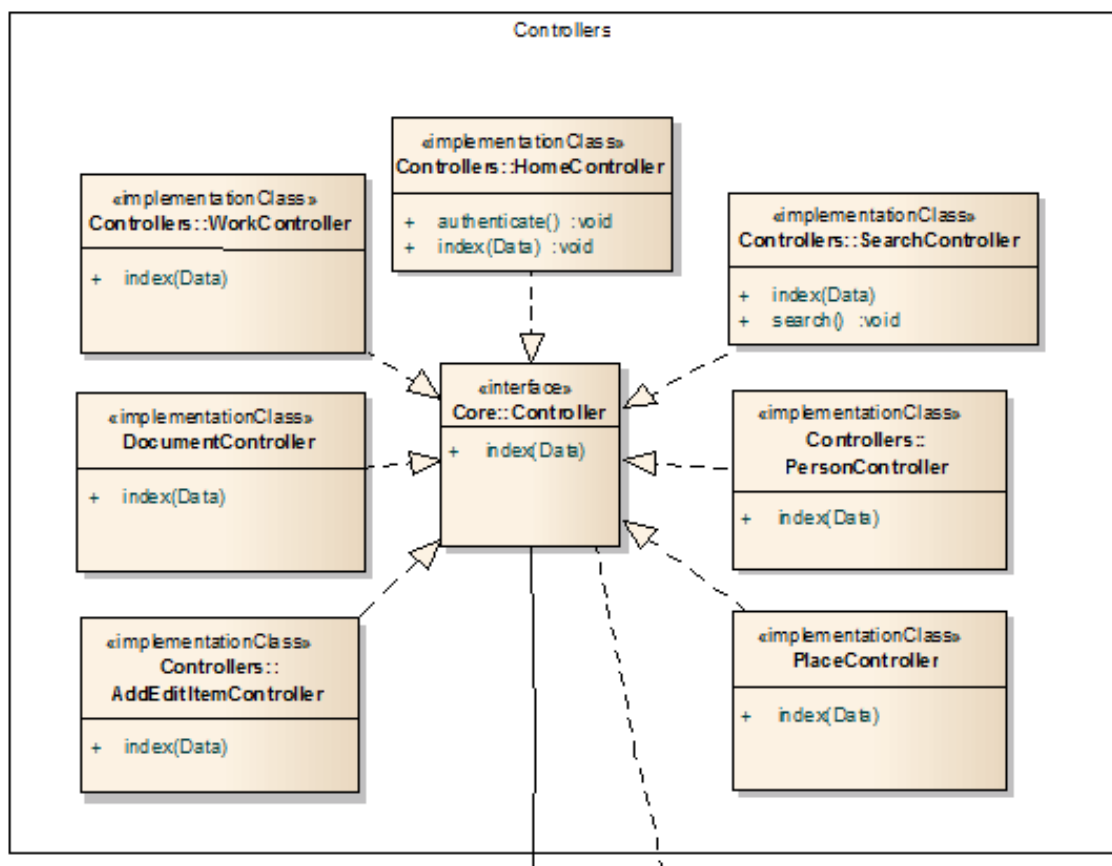 Controllers
«implementationClass»
Controllers::HomeController
+ authenticate() :void
+ index(Data) :void
«implementationClass»
Controllers::WorkController
+ index(Data)
«implementationClass»
Controllers::SearchController
+ index(Data)
+ search() :void
«interface»
Core::Controller
+ index(Data)
«implementationClass»
DocumentController
+ index(Data)
«implementationClass»
Controllers::
PersonController
+ index(Data)
«implementationClass»
Controllers::
AddEditItemController
+ index(Data)
«implementationClass»
PlaceController
+ index(Data)